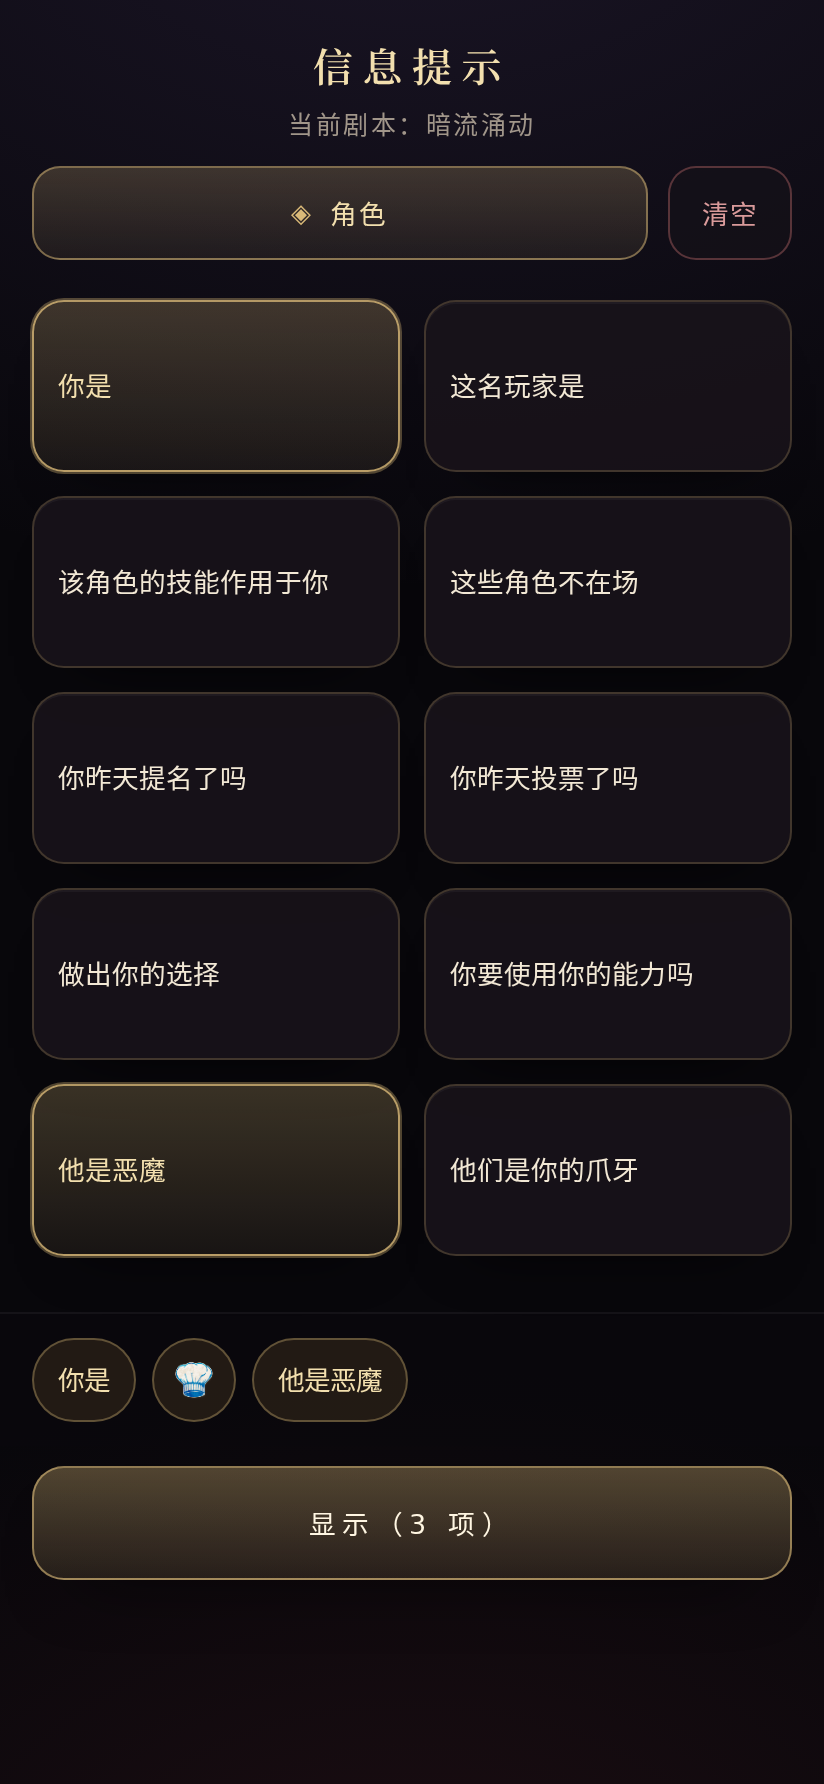 信息提示
当前剧本：暗流涌动
◈ 角色
清空
你是
这名玩家是
该角色的技能作用于你
这些角色不在场
你昨天提名了吗
你昨天投票了吗
做出你的选择
你要使用你的能力吗
他是恶魔
他们是你的爪牙
你是
他是恶魔
显示（3 项）